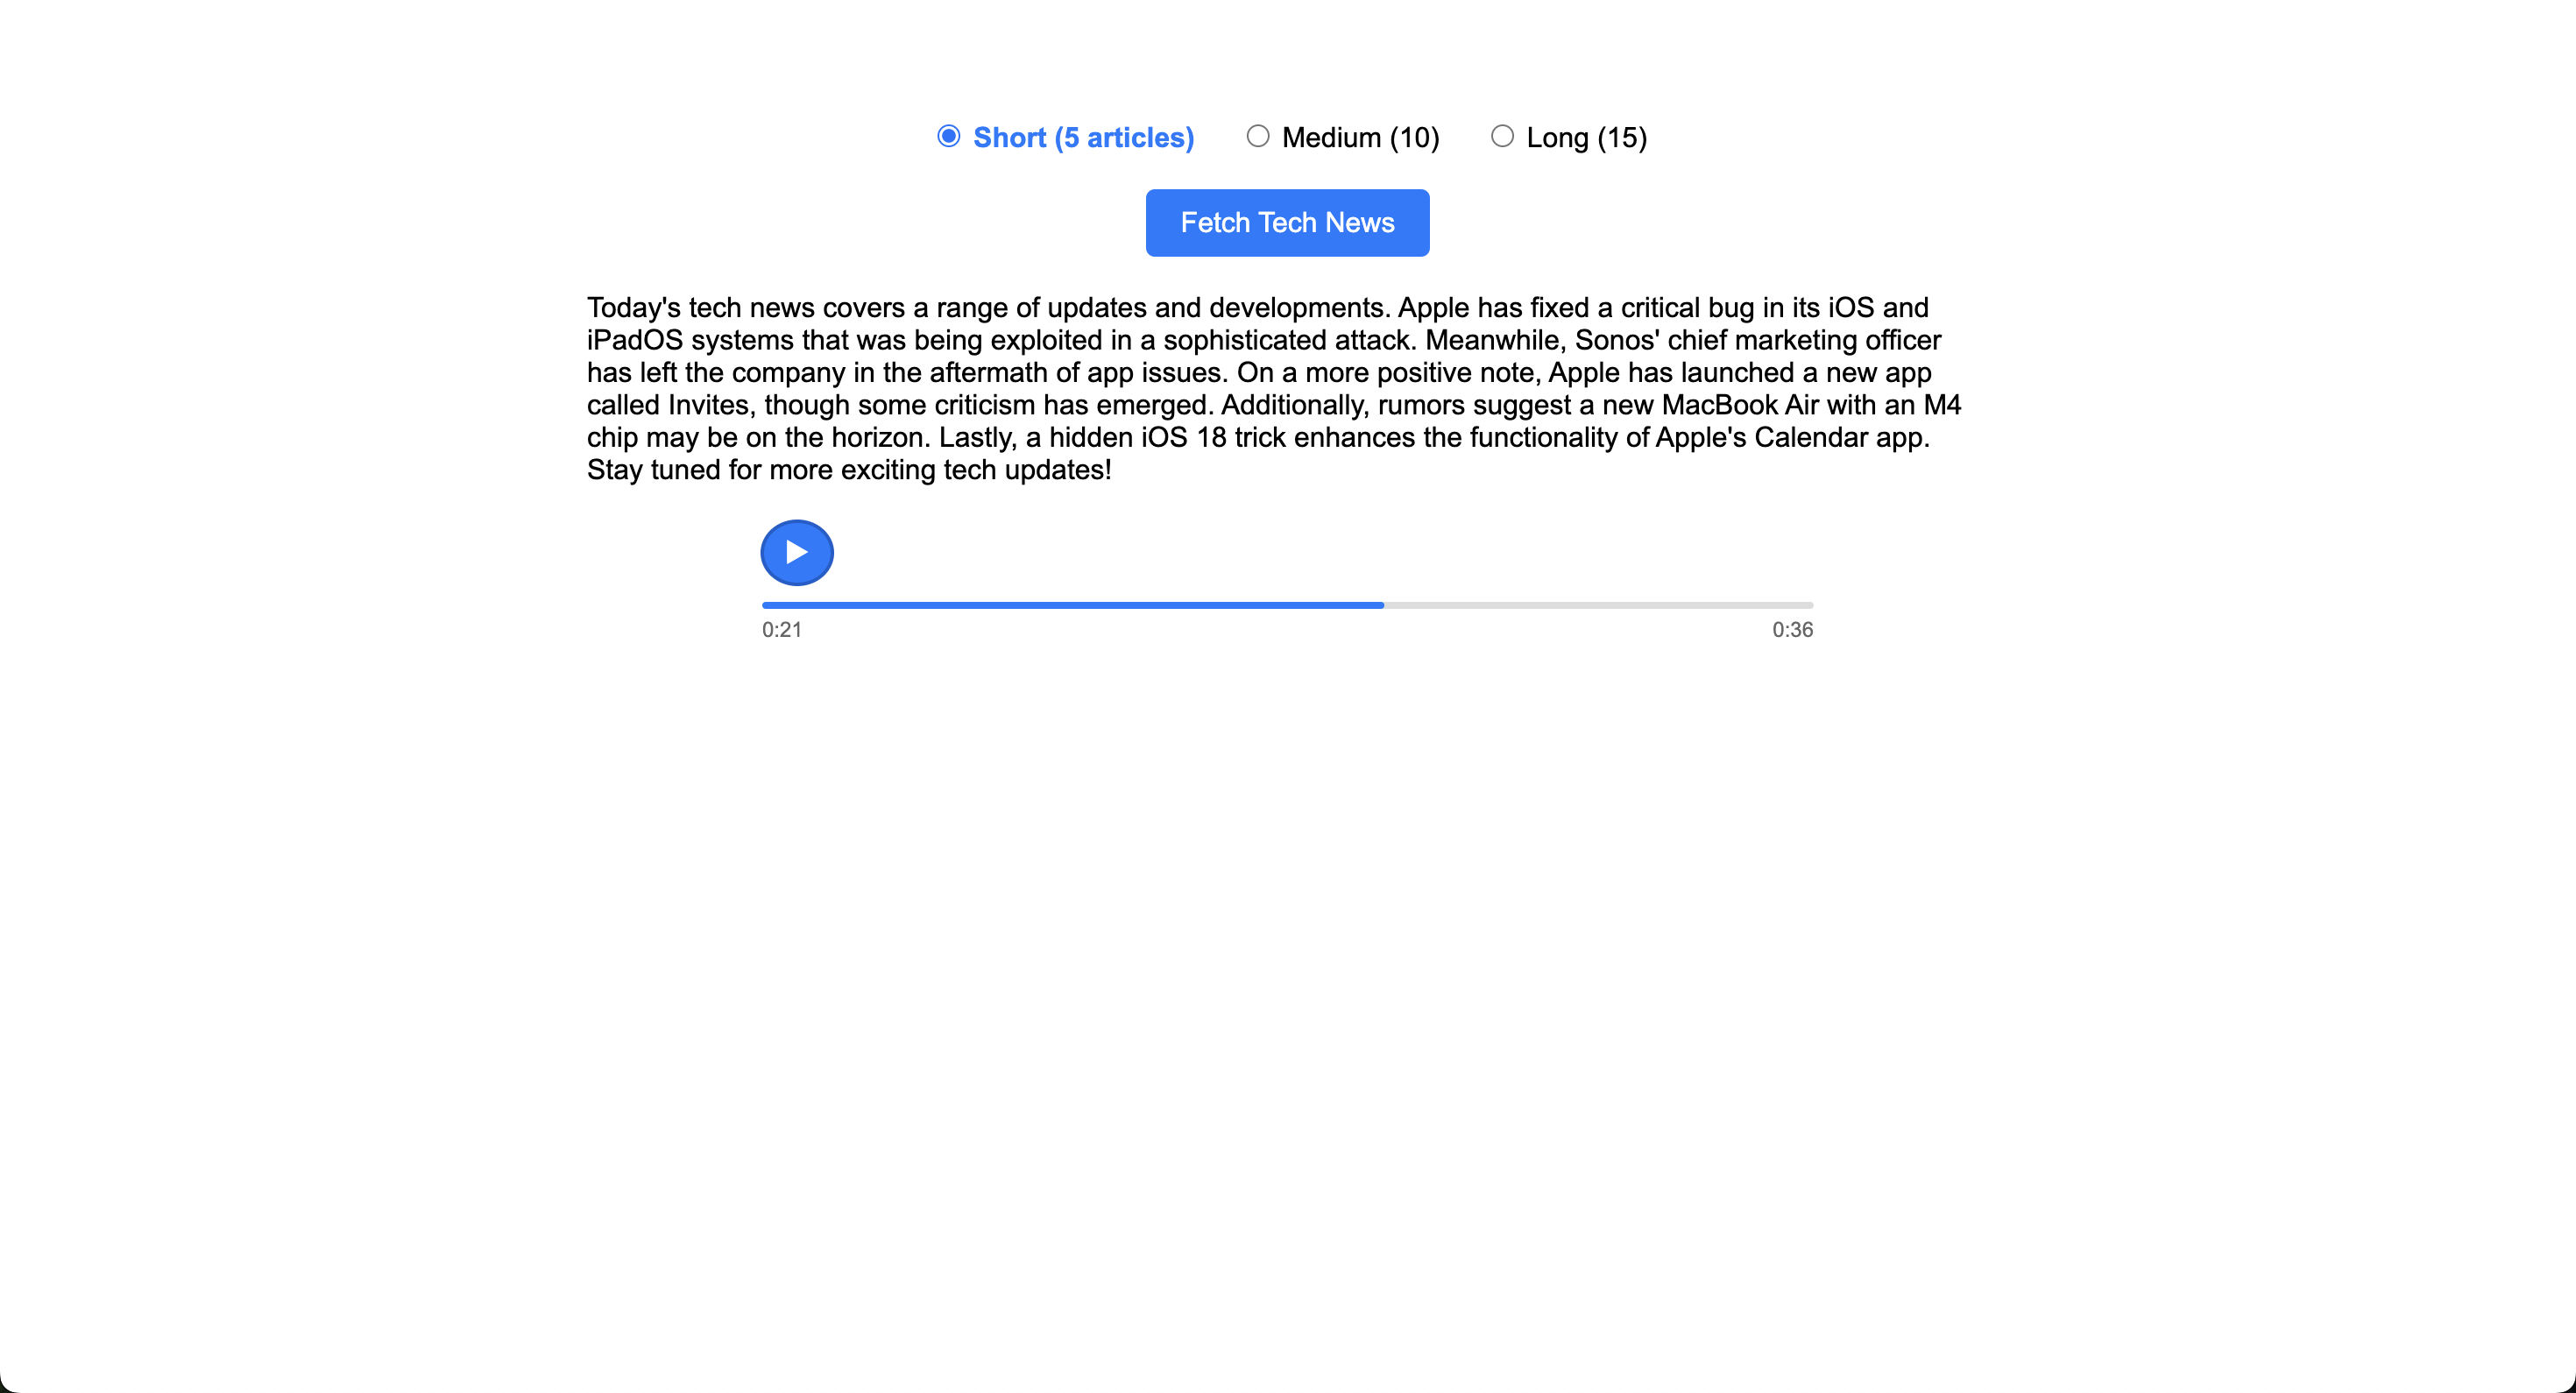 Short (5 articles) Medium (10) Long (15)
Fetch Tech News
Today's tech news covers a range of updates and developments. Apple has fixed a critical bug in its iOS and
iPadOS systems that was being exploited in a sophisticated attack. Meanwhile, Sonos' chief marketing officer
has left the company in the aftermath of app issues. On a more positive note, Apple has launched a new app
called Invites, though some criticism has emerged. Additionally, rumors suggest a new MacBook Air with an M4
chip may be on the horizon. Lastly, a hidden iOS 18 trick enhances the functionality of Apple's Calendar app.
Stay tuned for more exciting tech updates!
0:21 0:36